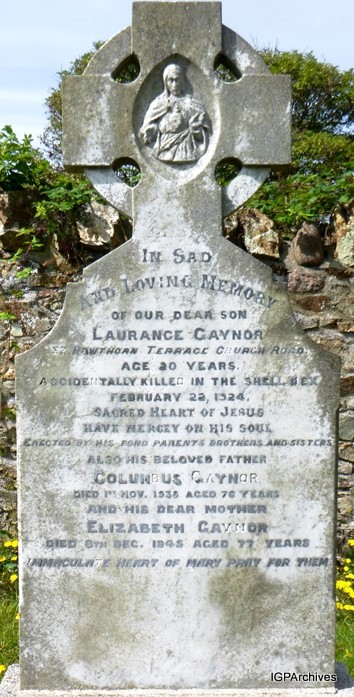 In Sad
And Loving Memory
OF OUR DEAR SON
LAURANCE GAYNOR
HAWTHORN TERRACE CHURCH ROAD.
AGE 20 YEARS.
ACCIDENTALLY KILLED IN THE SHELL BEX
FEBRUARY 22, 1924.
SACRED HEART OF JESUS
HAVE MERCEY ON HIS SOUL
ERECTED BY HIS FOND PARENTS BROTHERS AND SISTERS
ALSO HIS BELOVED FATHER
COLUMBUS GAYNOR
DIED 1ST NOV. 1938 AGED 76 YEARS
AND HIS DEAR MOTHER
ELIZABETH GAYNOR
DIED 8TH DEC. 1945 AGED 77 YEARS
IMMACULATE HEART OF MARY PRAY FOR THEM
IGPArchives